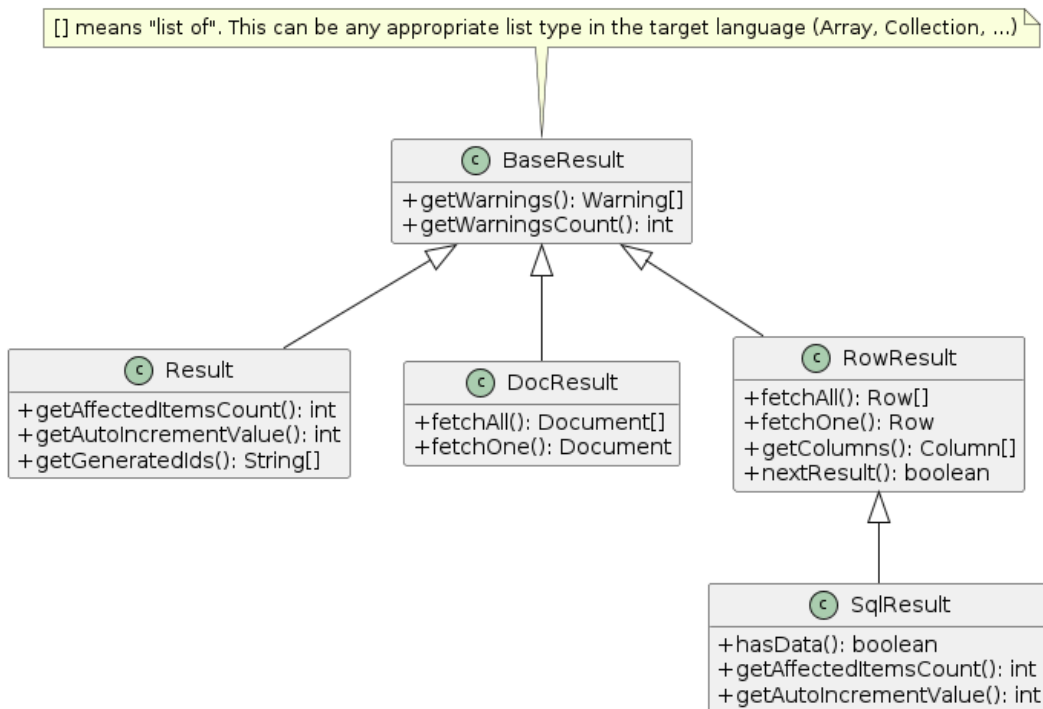 [] means "list of". This can be any appropriate list type in the target language (Array, Collection, ...)
C BaseResult
+getWarnings(): Warning[]
+getWarningsCount(): int
C Result
+getAffectedItemsCount(): int
+getAutoIncrementValue(): int
+getGeneratedIds(): String[]
C DocResult
+fetchAll(): Document[]
+fetchOne(): Document
C RowResult
+fetchAll(): Row[]
+fetchOne(): Row
+getColumns(): Column[]
+nextResult(): boolean
C SqlResult
+hasData(): boolean
+getAffectedItemsCount(): int
+getAutoIncrementValue(): int